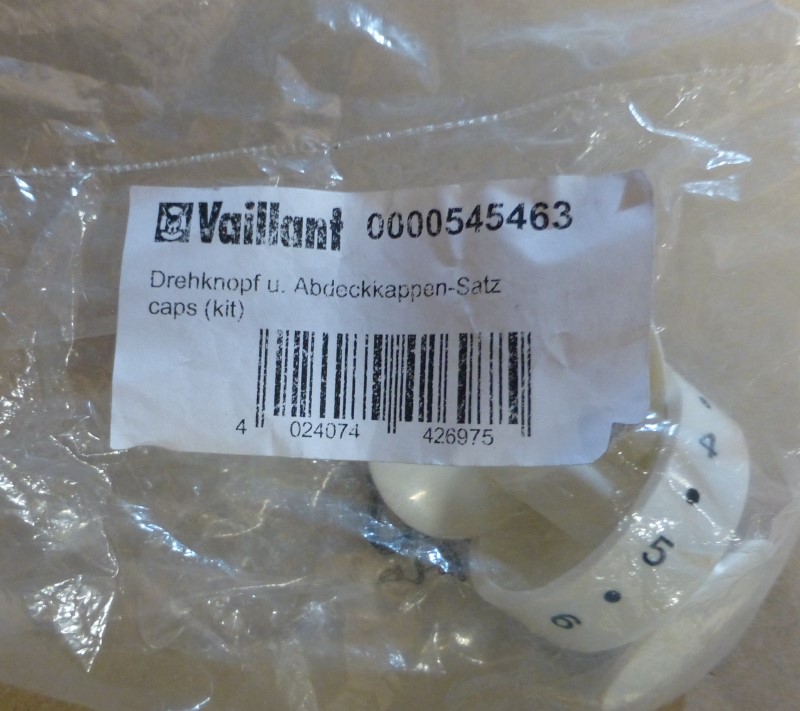 Vaillant 0000545463
Drehknopf u. Abdeckkappen-Satz
caps (kit)
4 024074 426975
4
5
6